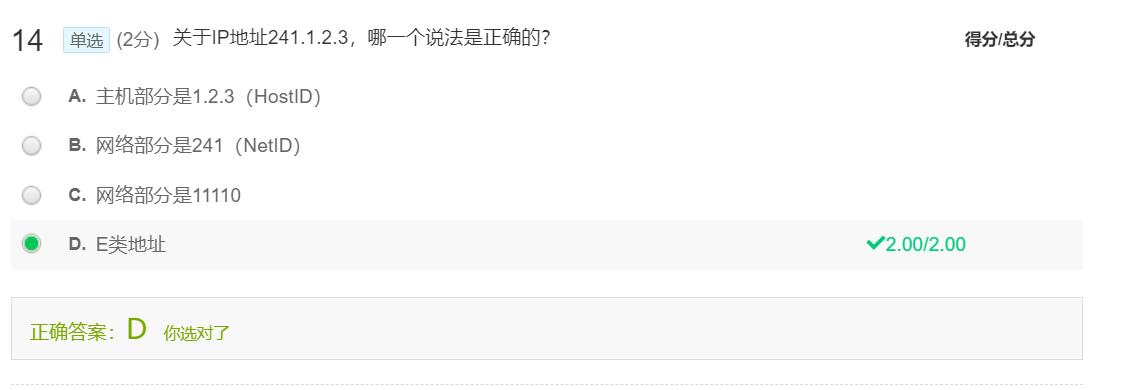 14 单选 (2分) 关于IP地址241.1.2.3，哪一个说法是正确的？ 得分/总分
A. 主机部分是1.2.3（HostID）
B. 网络部分是241（NetID）
C. 网络部分是11110
D. E类地址 2.00/2.00
正确答案：D 你选对了